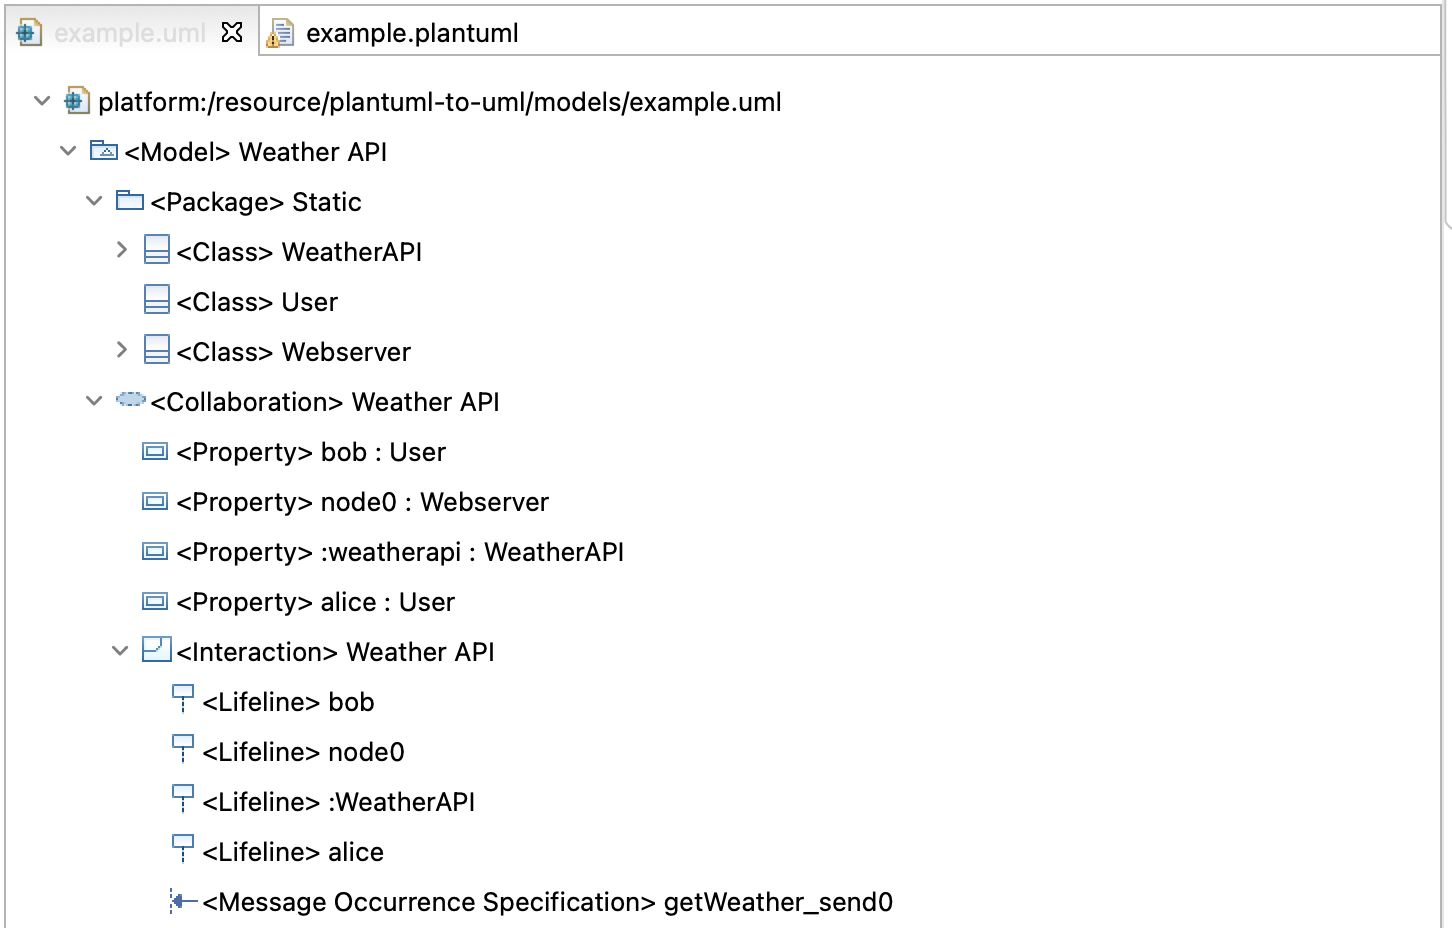 example.uml
example.plantuml
platform:/resource/plantuml-to-uml/models/example.uml
<Model> Weather API
<Package> Static
<Class> WeatherAPI
<Class> User
<Class> Webserver
<Collaboration> Weather API
<Property> bob : User
<Property> node0 : Webserver
<Property> :weatherapi : WeatherAPI
<Property> alice : User
<Interaction> Weather API
<Lifeline> bob
<Lifeline> node0
<Lifeline> :WeatherAPI
<Lifeline> alice
<Message Occurrence Specification> getWeather_send0